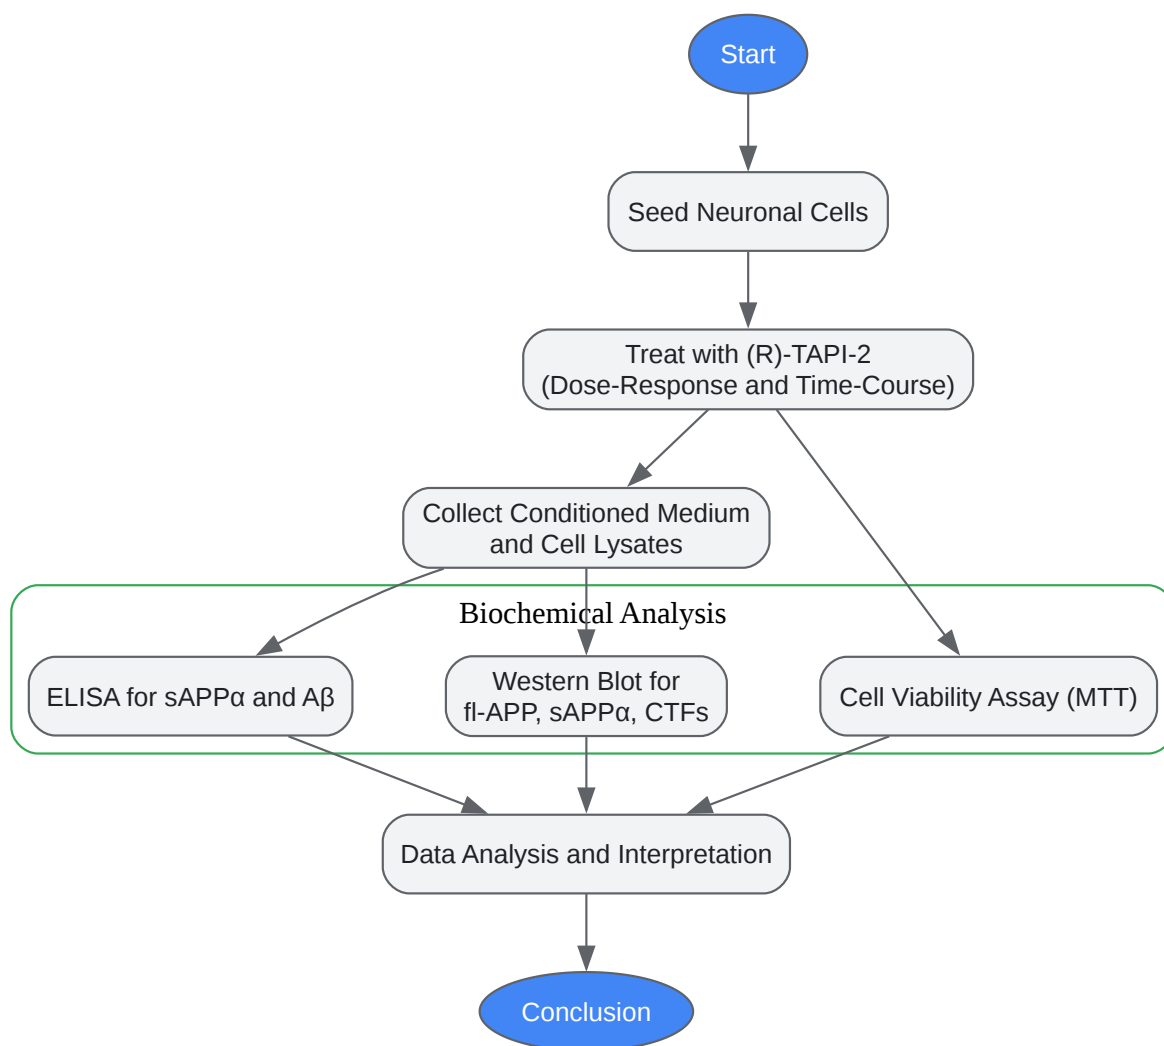 Start
Seed Neuronal Cells
Treat with (R)-TAPI-2
(Dose-Response and Time-Course)
Collect Conditioned Medium
and Cell Lysates
Biochemical Analysis
ELISA for sAPPα and Aβ
Western Blot for
fl-APP, sAPPα, CTFs
Cell Viability Assay (MTT)
Data Analysis and Interpretation
Conclusion